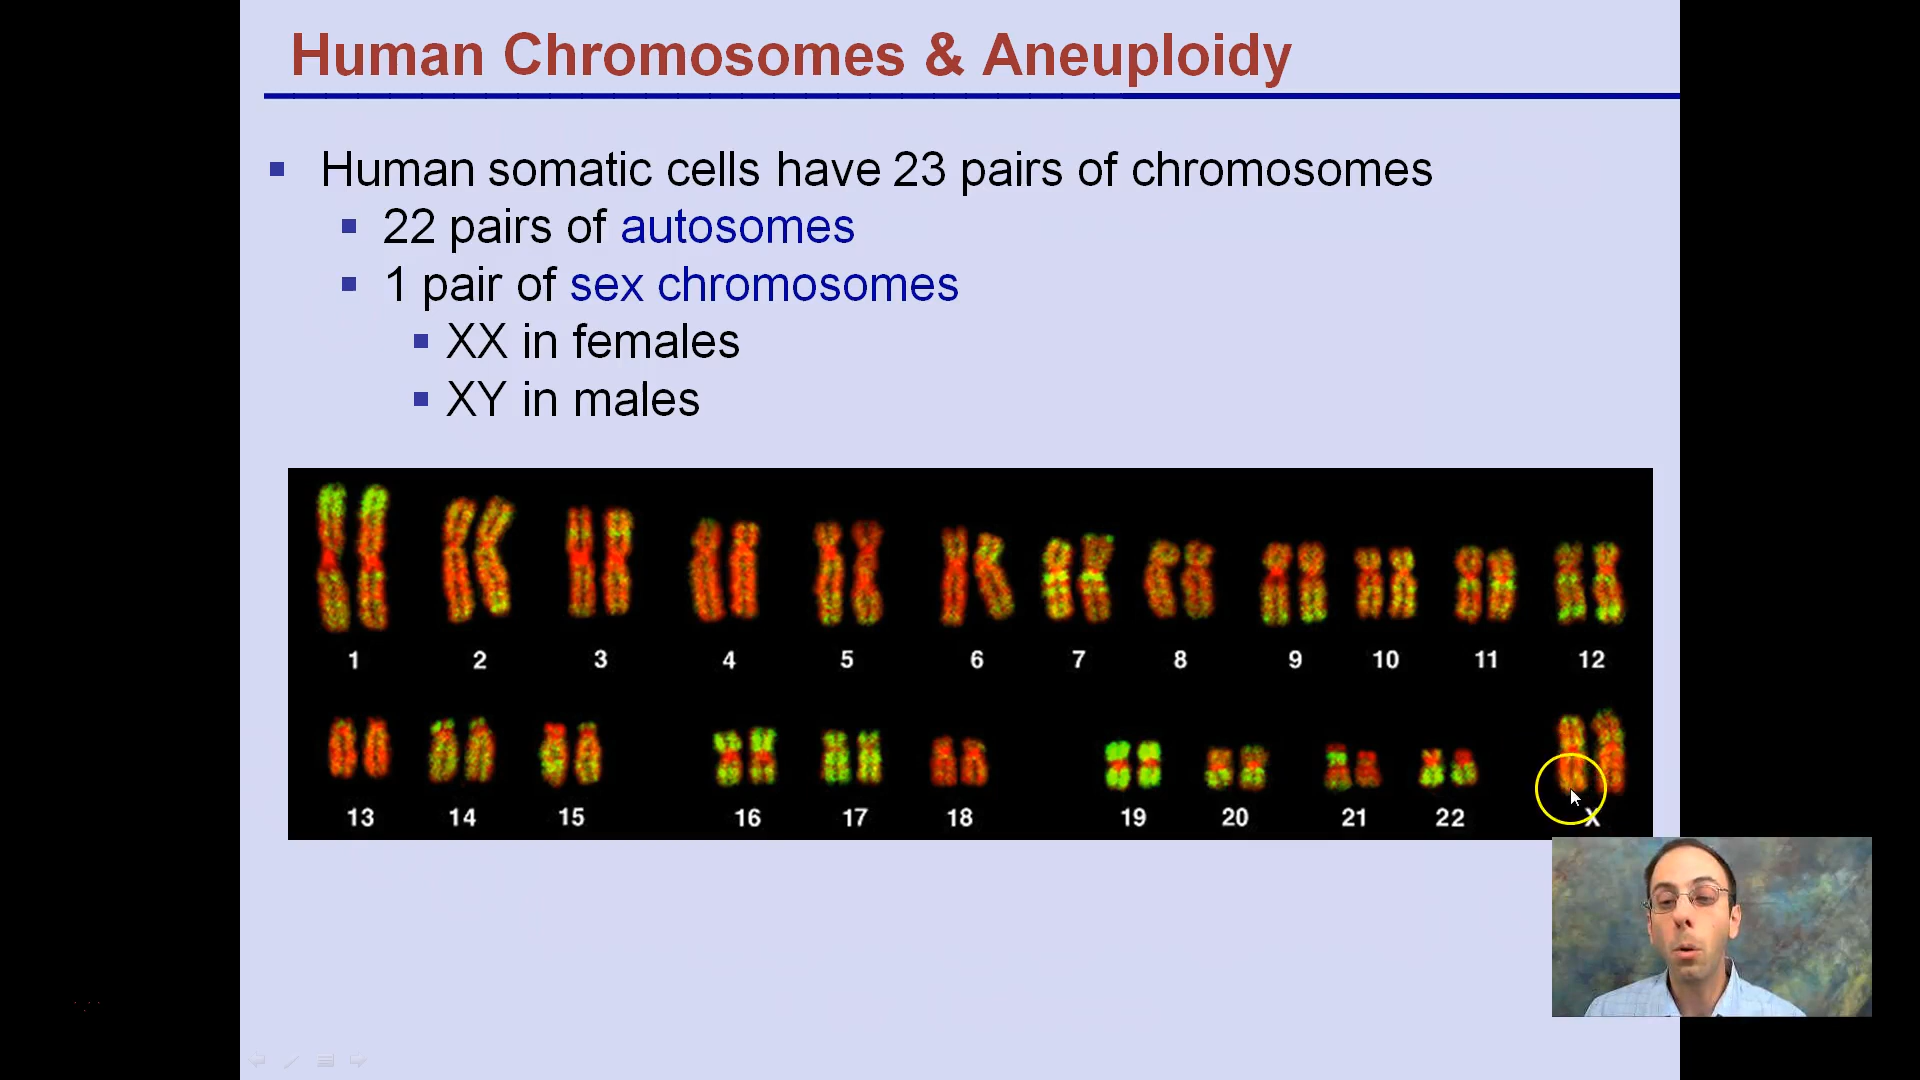 Human Chromosomes & Aneuploidy
Human somatic cells have 23 pairs of chromosomes
22 pairs of autosomes
1 pair of sex chromosomes
XX in females
XY in males
1 2 3 4 5 6 7 8 9 10 11 12
13 14 15 16 17 18 19 20 21 22 X